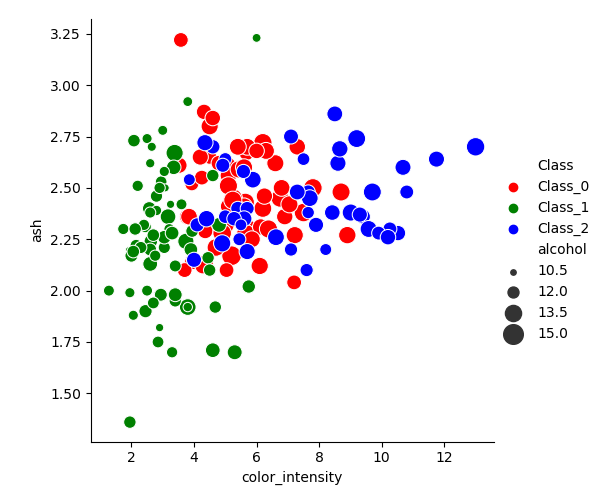 3.25
3.00
2.75
2.50
2.25
2.00
1.75
1.50
ash
2 4 6 8 10 12
color_intensity
Class
Class_0
Class_1
Class_2
alcohol
10.5
12.0
13.5
15.0